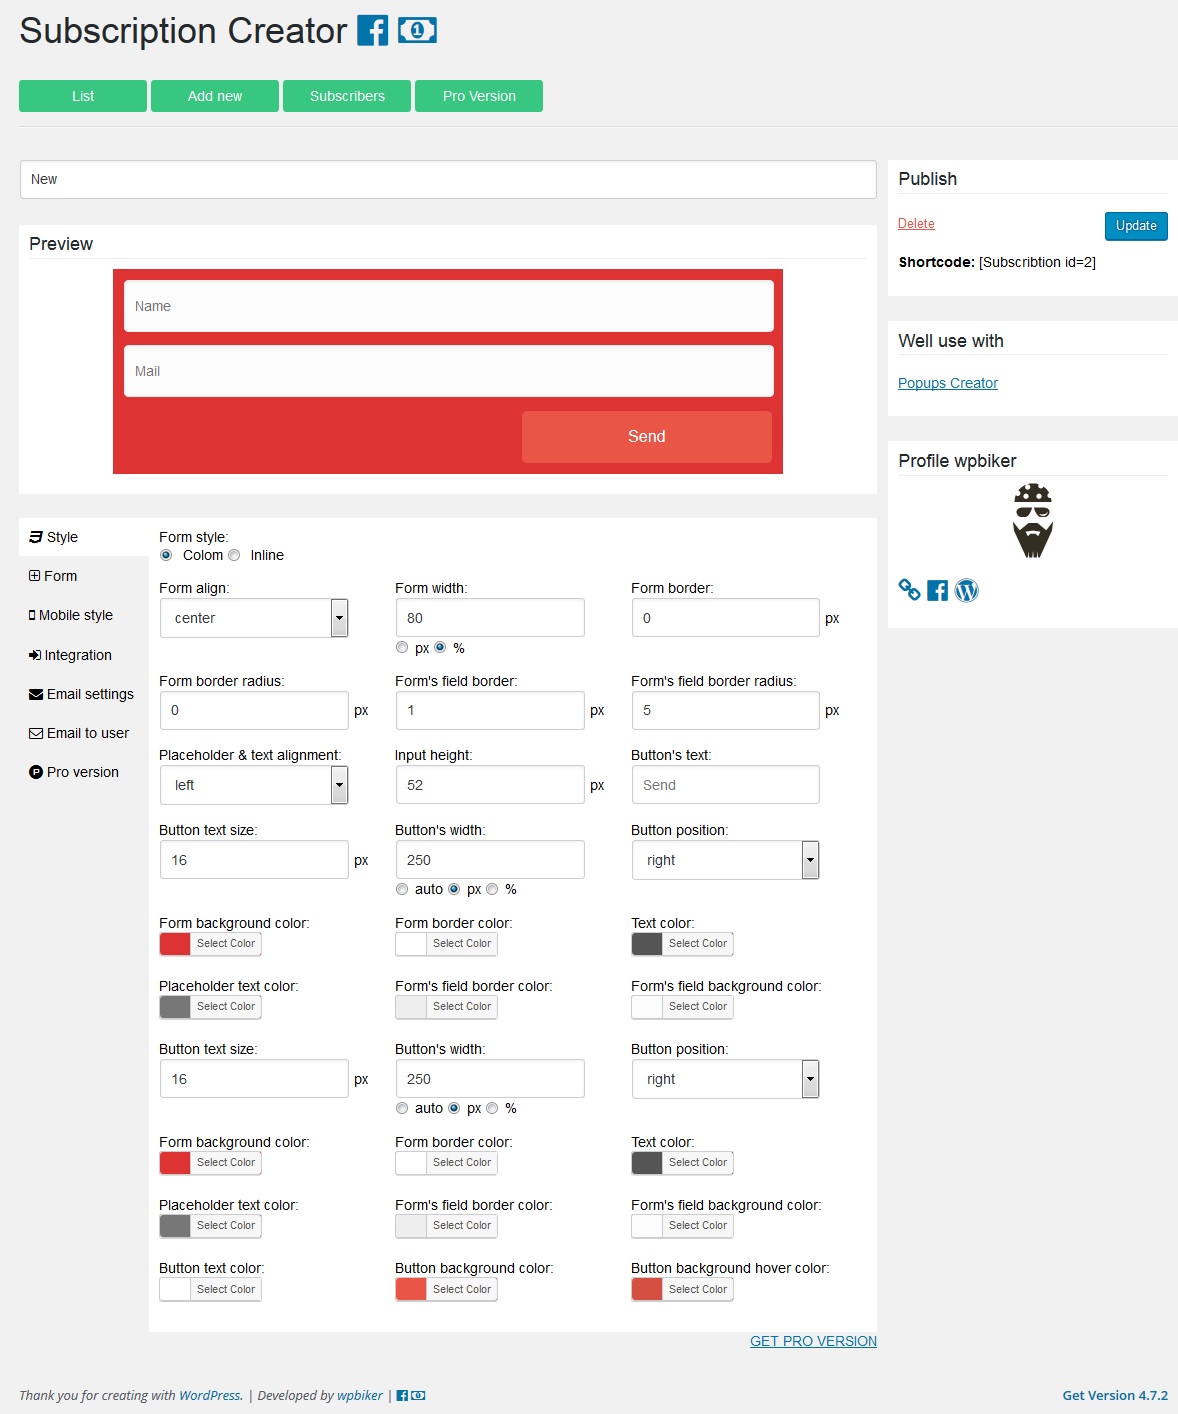 Subscription Creator
List Add new Subscribers Pro Version
New
Preview
Name
Mail
Send
Publish
Delete Update
Shortcode: [Subscribtion id=2]
Well use with
Popups Creator
Profile wpbiker
Style
Form
Mobile style
Integration
Email settings
Email to user
Pro version
Form style:
Colom Inline
Form align: Form width: Form border:
center 80 0 px
px %
Form border radius: Form's field border: Form's field border radius:
0 px 1 px 5 px
Placeholder & text alignment: Input height: Button's text:
left 52 px Send
Button text size: Button's width: Button position:
16 px 250 right
auto px %
Form background color: Form border color: Text color:
Select Color Select Color Select Color
Placeholder text color: Form's field border color: Form's field background color:
Select Color Select Color Select Color
Button text size: Button's width: Button position:
16 px 250 right
auto px %
Form background color: Form border color: Text color:
Select Color Select Color Select Color
Placeholder text color: Form's field border color: Form's field background color:
Select Color Select Color Select Color
Button text color: Button background color: Button background hover color:
Select Color Select Color Select Color
GET PRO VERSION
Thank you for creating with WordPress. | Developed by wpbiker | Get Version 4.7.2